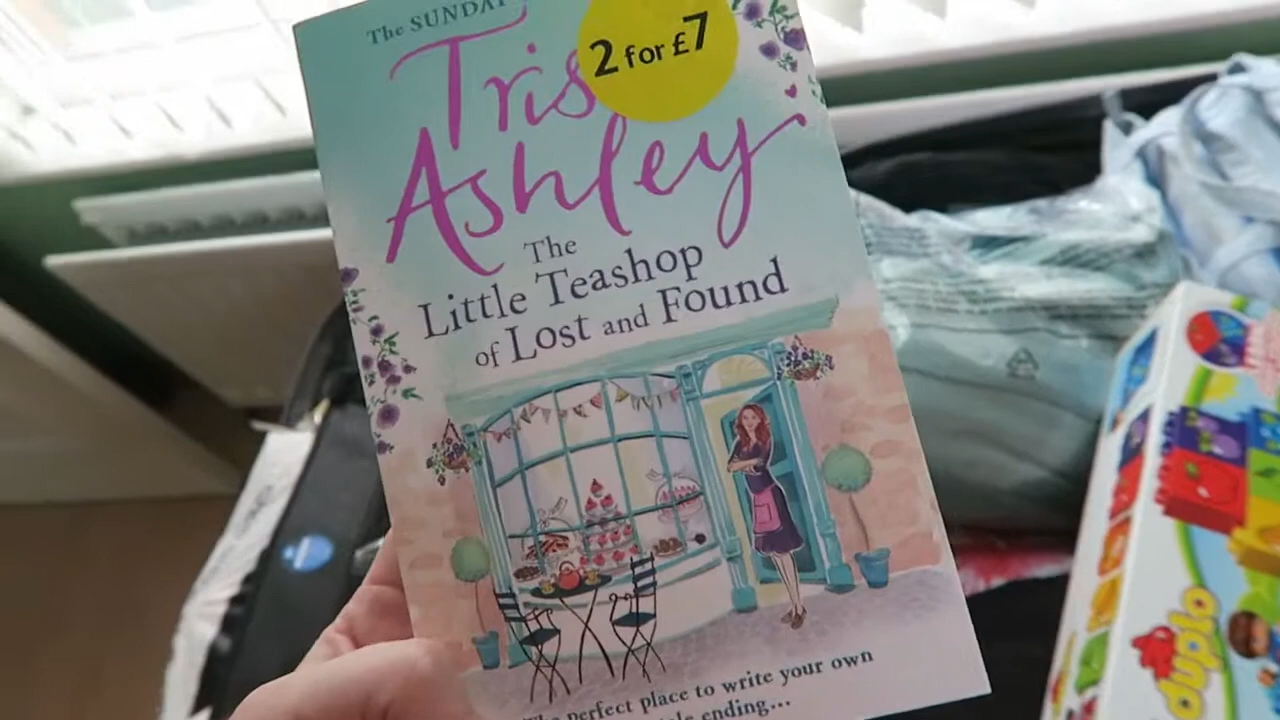 The SUNDAY
2 for £7
Tris
Ashley
The
Little Teashop
of Lost and Found
The perfect place to write your own
ending...
duplo